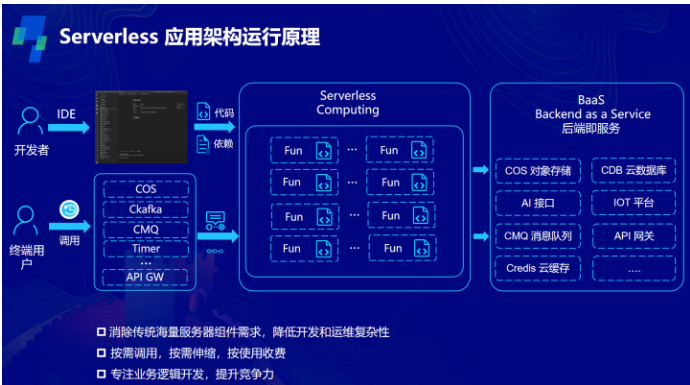 Serverless 应用架构运行原理
IDE
开发者
代码
依赖
Serverless
Computing
Fun ... Fun
Fun ... Fun
Fun ... Fun
Fun ... Fun
BaaS
Backend as a Service
后端即服务
COS 对象存储
CDB 云数据库
AI 接口
IOT 平台
CMQ 消息队列
API 网关
Credis 云缓存
....
终端用
户
调用
COS
Ckafka
CMQ
Timer
...
API GW
消除传统海量服务器组件需求，降低开发和运维复杂性
按需调用，按需伸缩，按使用收费
专注业务逻辑开发，提升竞争力